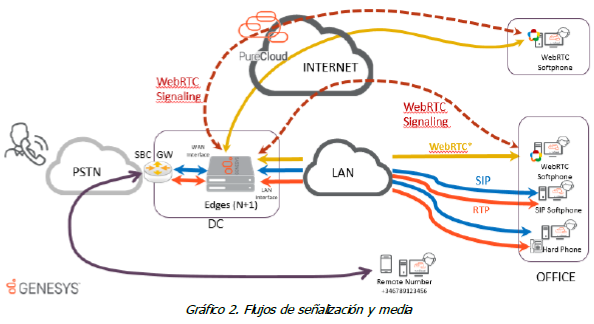 PureCloud
INTERNET
WebRTC
Softphone
WebRTC
Signaling
WebRTC
Signaling
PSTN
SBC
GW
WAN
Interface
LAN
Interface
Edges (N+1)
DC
LAN
WebRTC*
SIP
RTP
WebRTC
Softphone
SIP Softphone
Hard Phone
OFFICE
Remote Number
+346789123456
GENESYS
Gráfico 2. Flujos de señalización y media